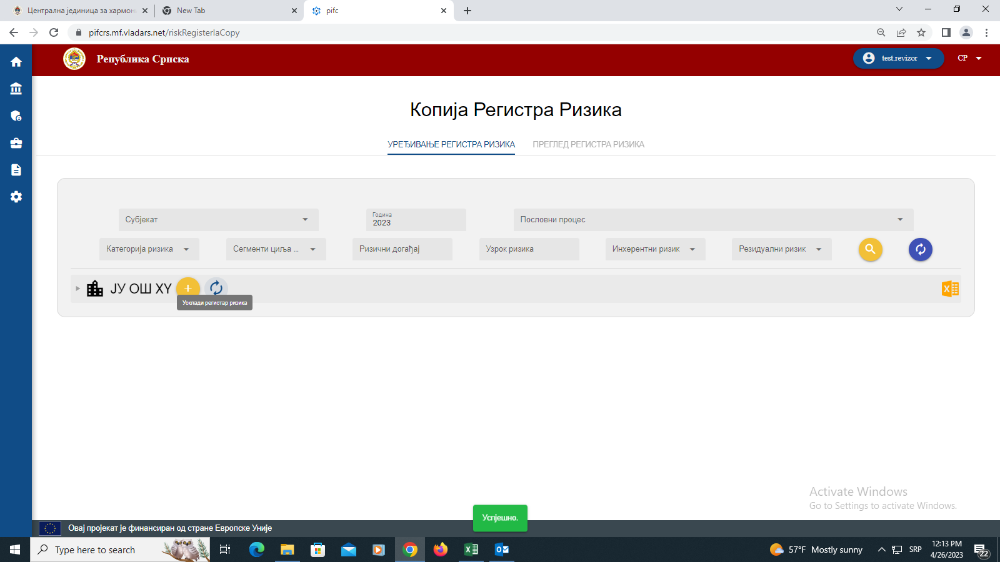 Централна јединица за хармон
New Tab
pifc
pifcrs.mf.vladars.net/riskRegisterIaCopy
Република Српска
test.revizor
СР
Копија Регистра Ризика
УРЕЂИВАЊЕ РЕГИСТРА РИЗИКА
ПРЕГЛЕД РЕГИСТРА РИЗИКА
Субјекат
Година
2023
Пословни процес
Категорија ризика
Сегменти циља ...
Ризични догађај
Узрок ризика
Инхерентни ризик
Резидуални ризик
ЈУ ОШ XY
Усклади регистар ризика
Activate Windows
Go to Settings to activate Windows.
Успјешно.
Овај пројекат је финансиран од стране Европске Уније
Type here to search
57°F Mostly sunny
SRP
12:13 PM
4/26/2023
22